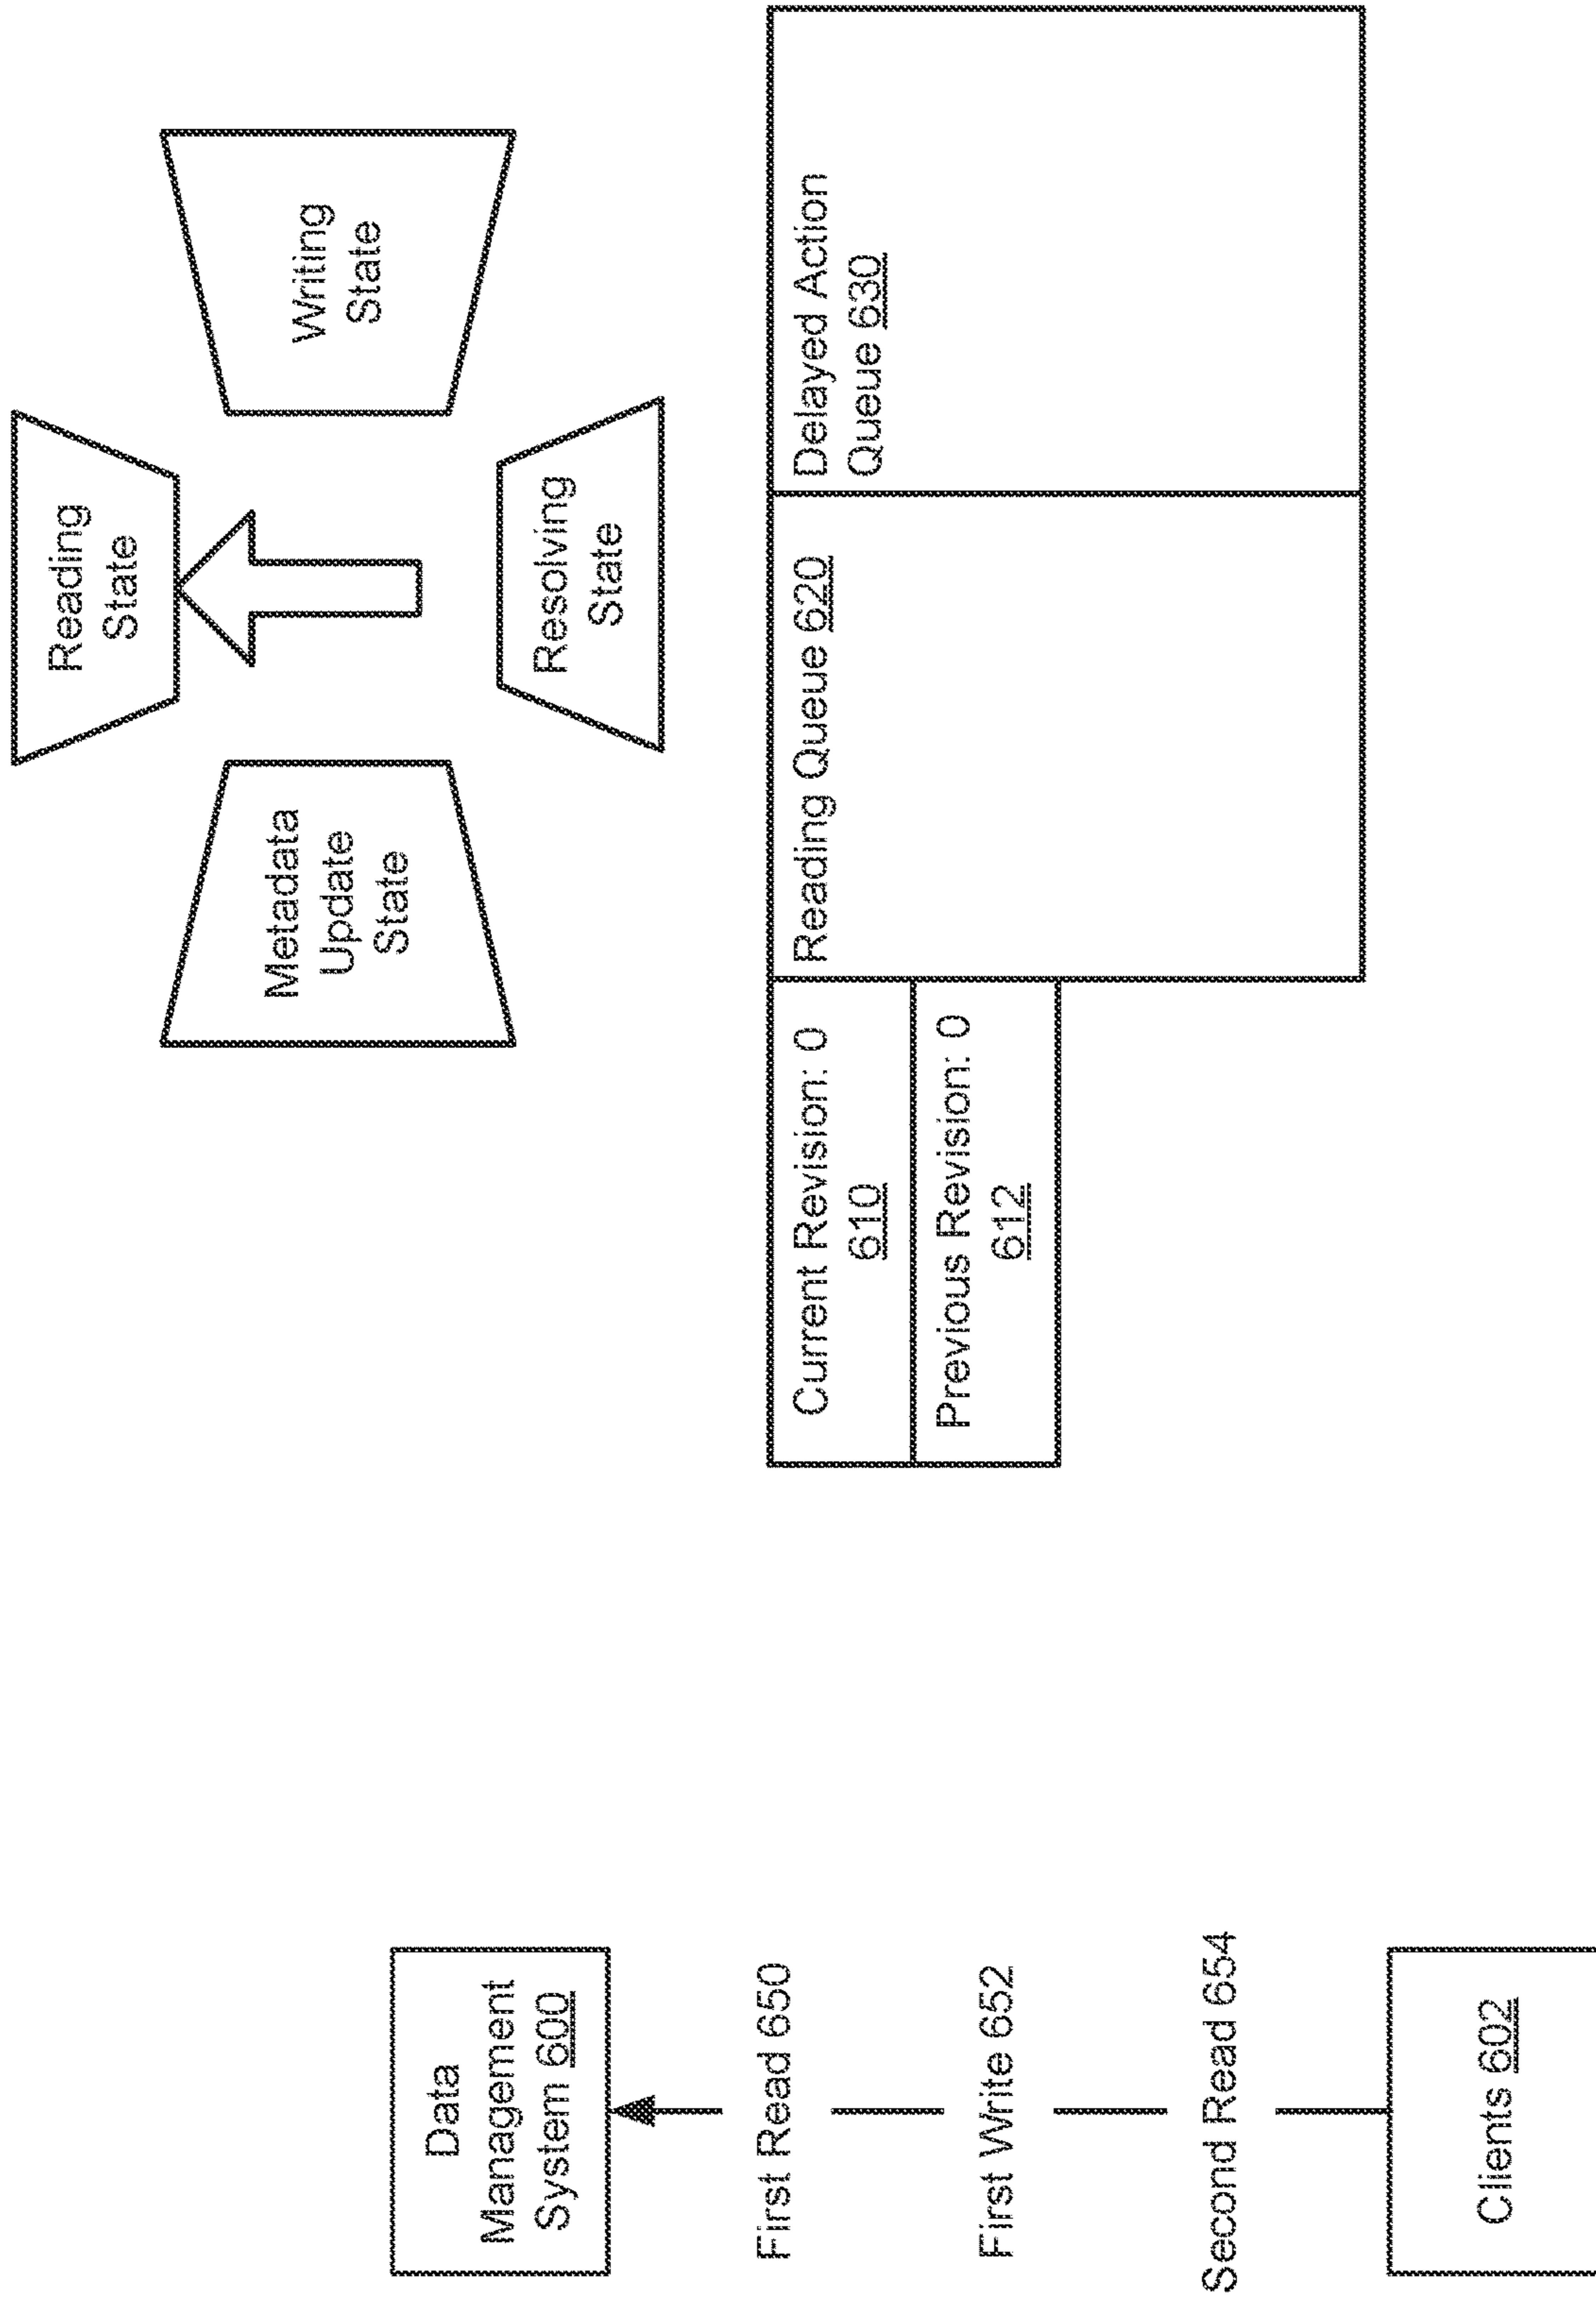 Data
Management
System 600
First Read 650
First Write 652
Second Read 654
Clients 602
Reading
State
Metadata
Update
State
Writing
State
Resolving
State
Current Revision: 0
610
Previous Revision: 0
612
Reading Queue 620
Delayed Action
Queue 630